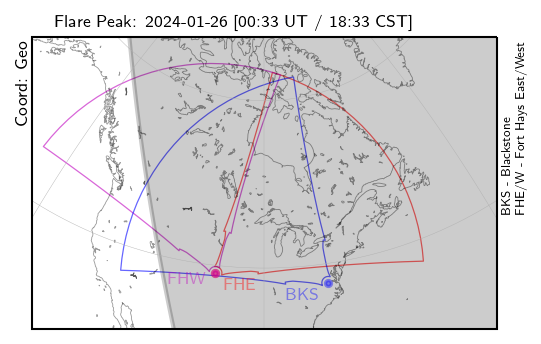 Flare Peak: 2024-01-26 [00:33 UT / 18:33 CST]
Coord: Geo
BKS - Blackstone
FHE/W - Fort Hays East/West
FHW
FHE
BKS